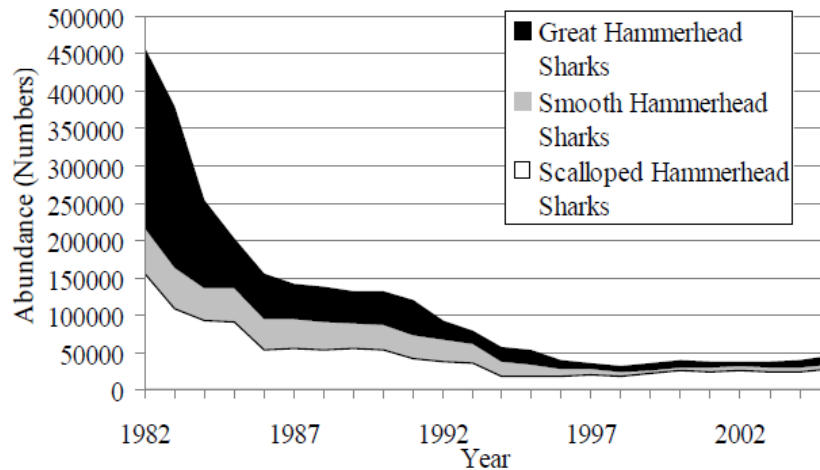 500000
450000
400000
350000
300000
250000
200000
150000
100000
50000
0
Abundance (Numbers)
Great Hammerhead
Sharks
Smooth Hammerhead
Sharks
Scalloped Hammerhead
Sharks
1982
1987
1992
1997
2002
Year